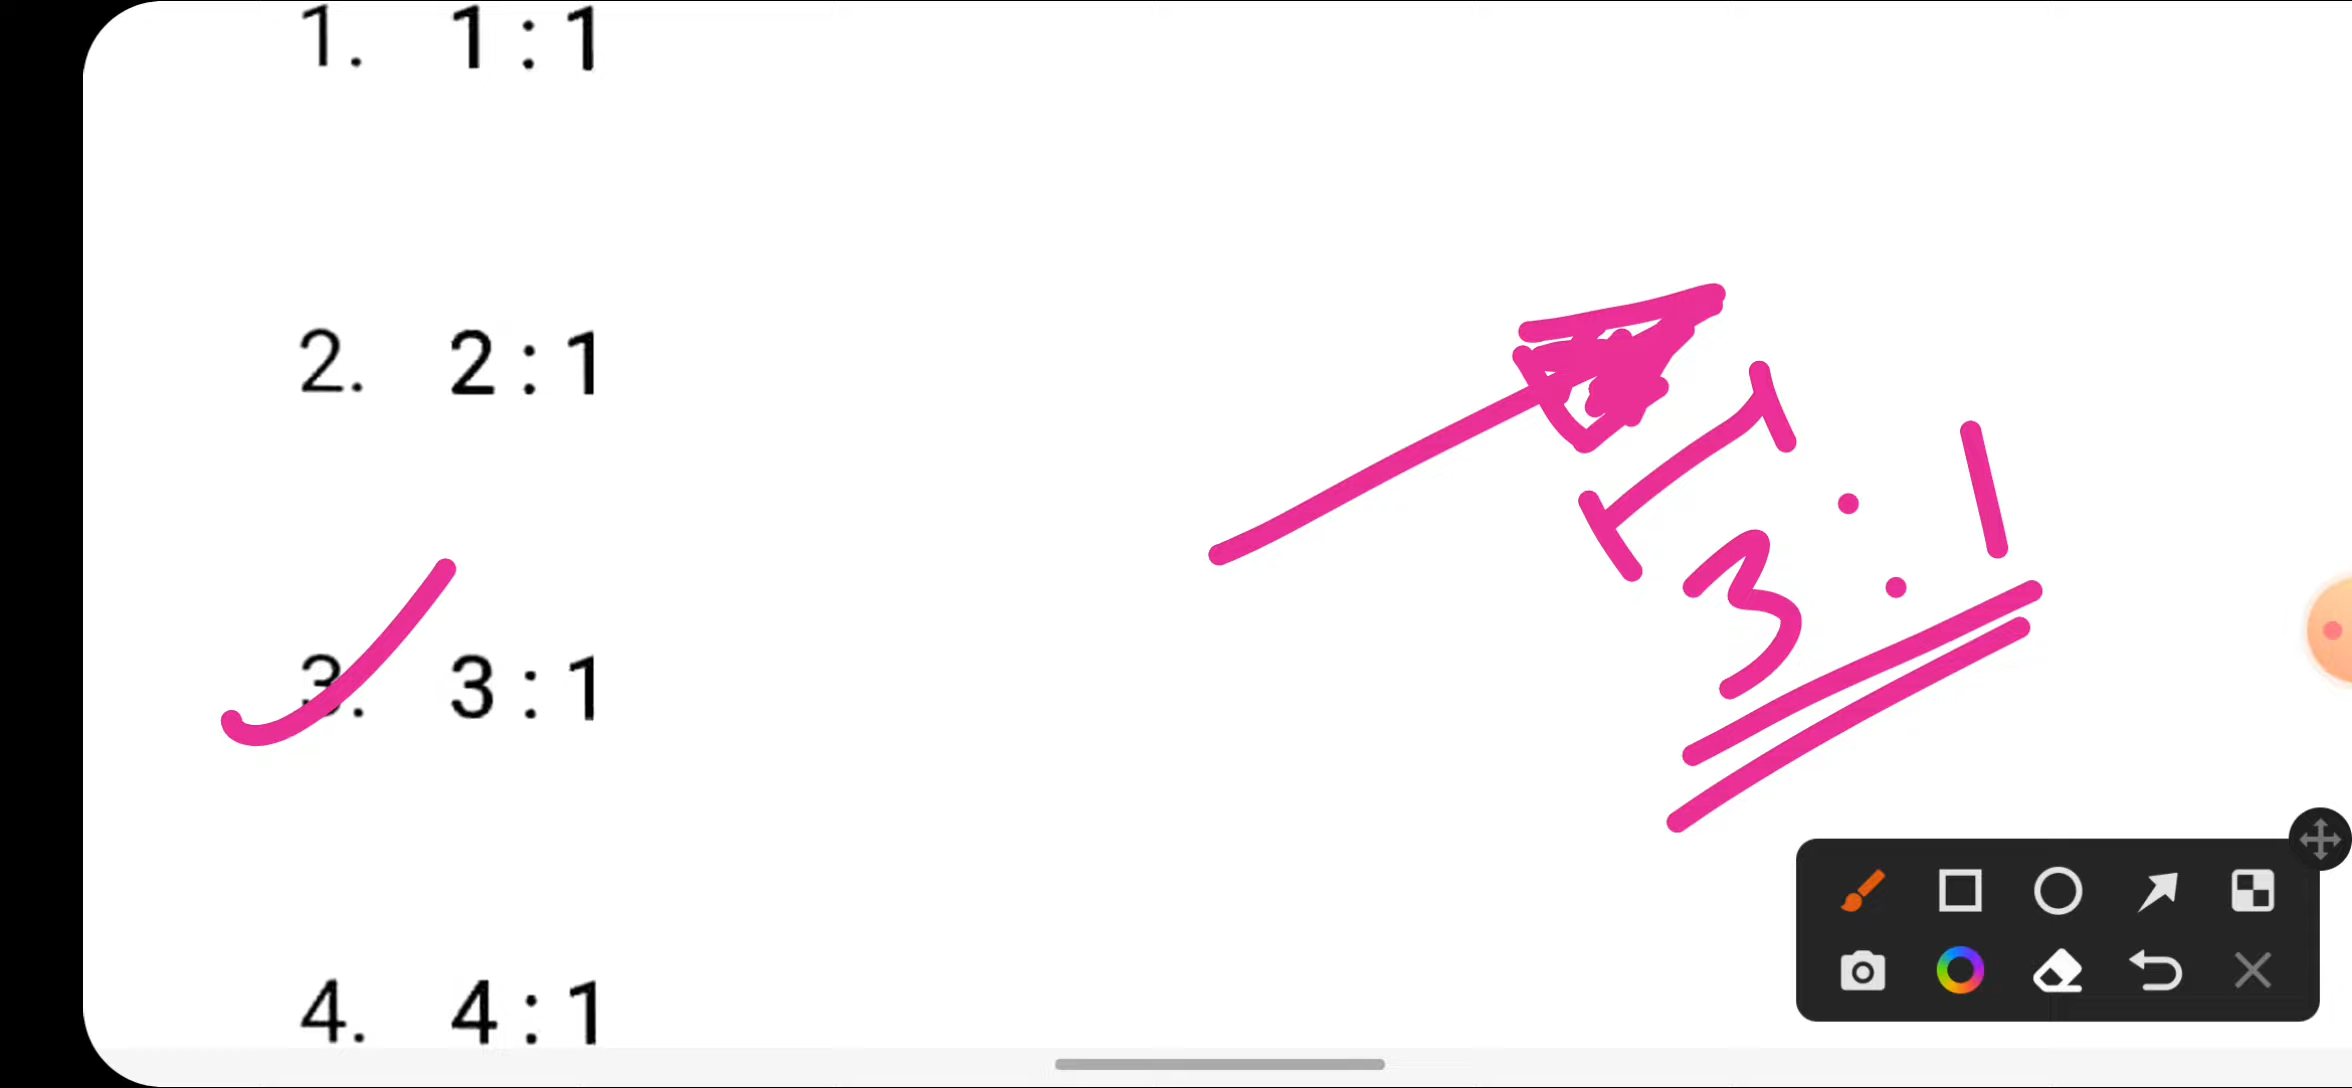 1. 1 : 1
2. 2 : 1
3. 3 : 1
4. 4 : 1
3 : 1